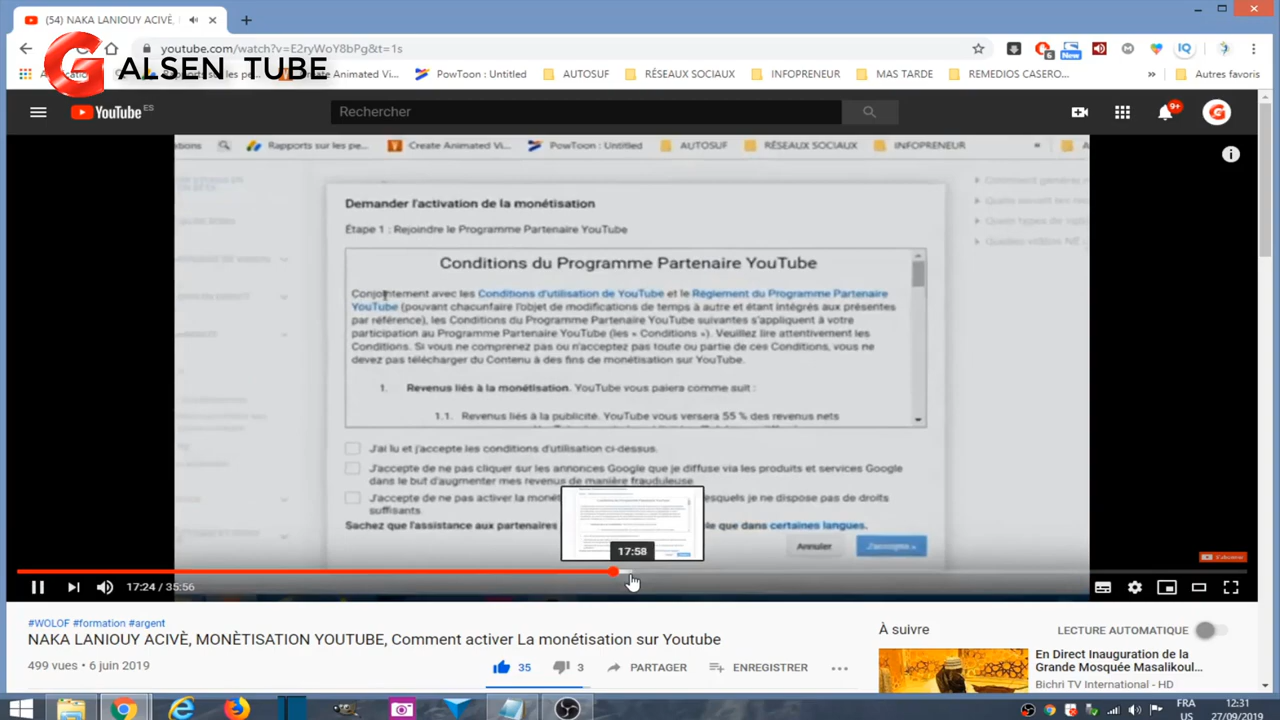 (54) NAKA LANIOUY ACIVÈ,
youtube.com/watch?v=E2ryWoY8bPg&t=1s
New
G ALSEN TUBE
Rapports sur les pe...
Create Animated Vi...
PowToon : Untitled
AUTOSUF
RÉSEAUX SOCIAUX
INFOPRENEUR
MAS TARDE
REMEDIOS CASERO...
»
Autres favoris
YouTube ES
Rechercher
9+
Rapports sur les pe...
Create Animated Vi...
PowToon : Untitled
AUTOSUF
RÉSEAUX SOCIAUX
INFOPRENEUR
Demander l'activation de la monétisation
Étape 1 : Rejoindre le Programme Partenaire YouTube
Conditions du Programme Partenaire YouTube
Conjointement avec les Conditions d'utilisation de YouTube et le Règlement du Programme Partenaire
YouTube (pouvant chacunfaire l'objet de modifications de temps à autre et étant intégrés aux présentes
par référence), les Conditions du Programme Partenaire YouTube suivantes s'appliquent à votre
participation au Programme Partenaire YouTube (les « Conditions »). Veuillez lire attentivement les
Conditions. Si vous ne comprenez pas ou n'acceptez pas toute ou partie de ces Conditions, vous ne
devez pas télécharger du Contenu à des fins de monétisation sur YouTube.
1. Revenus liés à la monétisation. YouTube vous paiera comme suit :
1.1. Revenus liés à la publicité. YouTube vous versera 55 % des revenus nets
J'ai lu et j'accepte les conditions d'utilisation ci-dessus.
J'accepte de ne pas cliquer sur les annonces Google que je diffuse via les produits et services Google
dans le but d'augmenter mes revenus de manière frauduleuse
J'accepte de ne pas activer la moné lesquels je ne dispose pas de droits
suffisants.
Sachez que l'assistance aux partenaires le que dans certaines langues.
17:58
Annuler
J'accepte
17:24 / 35:56
#WOLOF #formation #argent
NAKA LANIOUY ACIVÈ, MONÈTISATION YOUTUBE, Comment activer La monétisation sur Youtube
499 vues • 6 juin 2019
35
3
PARTAGER
ENREGISTRER
À suivre
LECTURE AUTOMATIQUE
En Direct Inauguration de la
Grande Mosquée Masalikoul...
Bichri TV International - HD
FR
US
12:31
27/09/2019